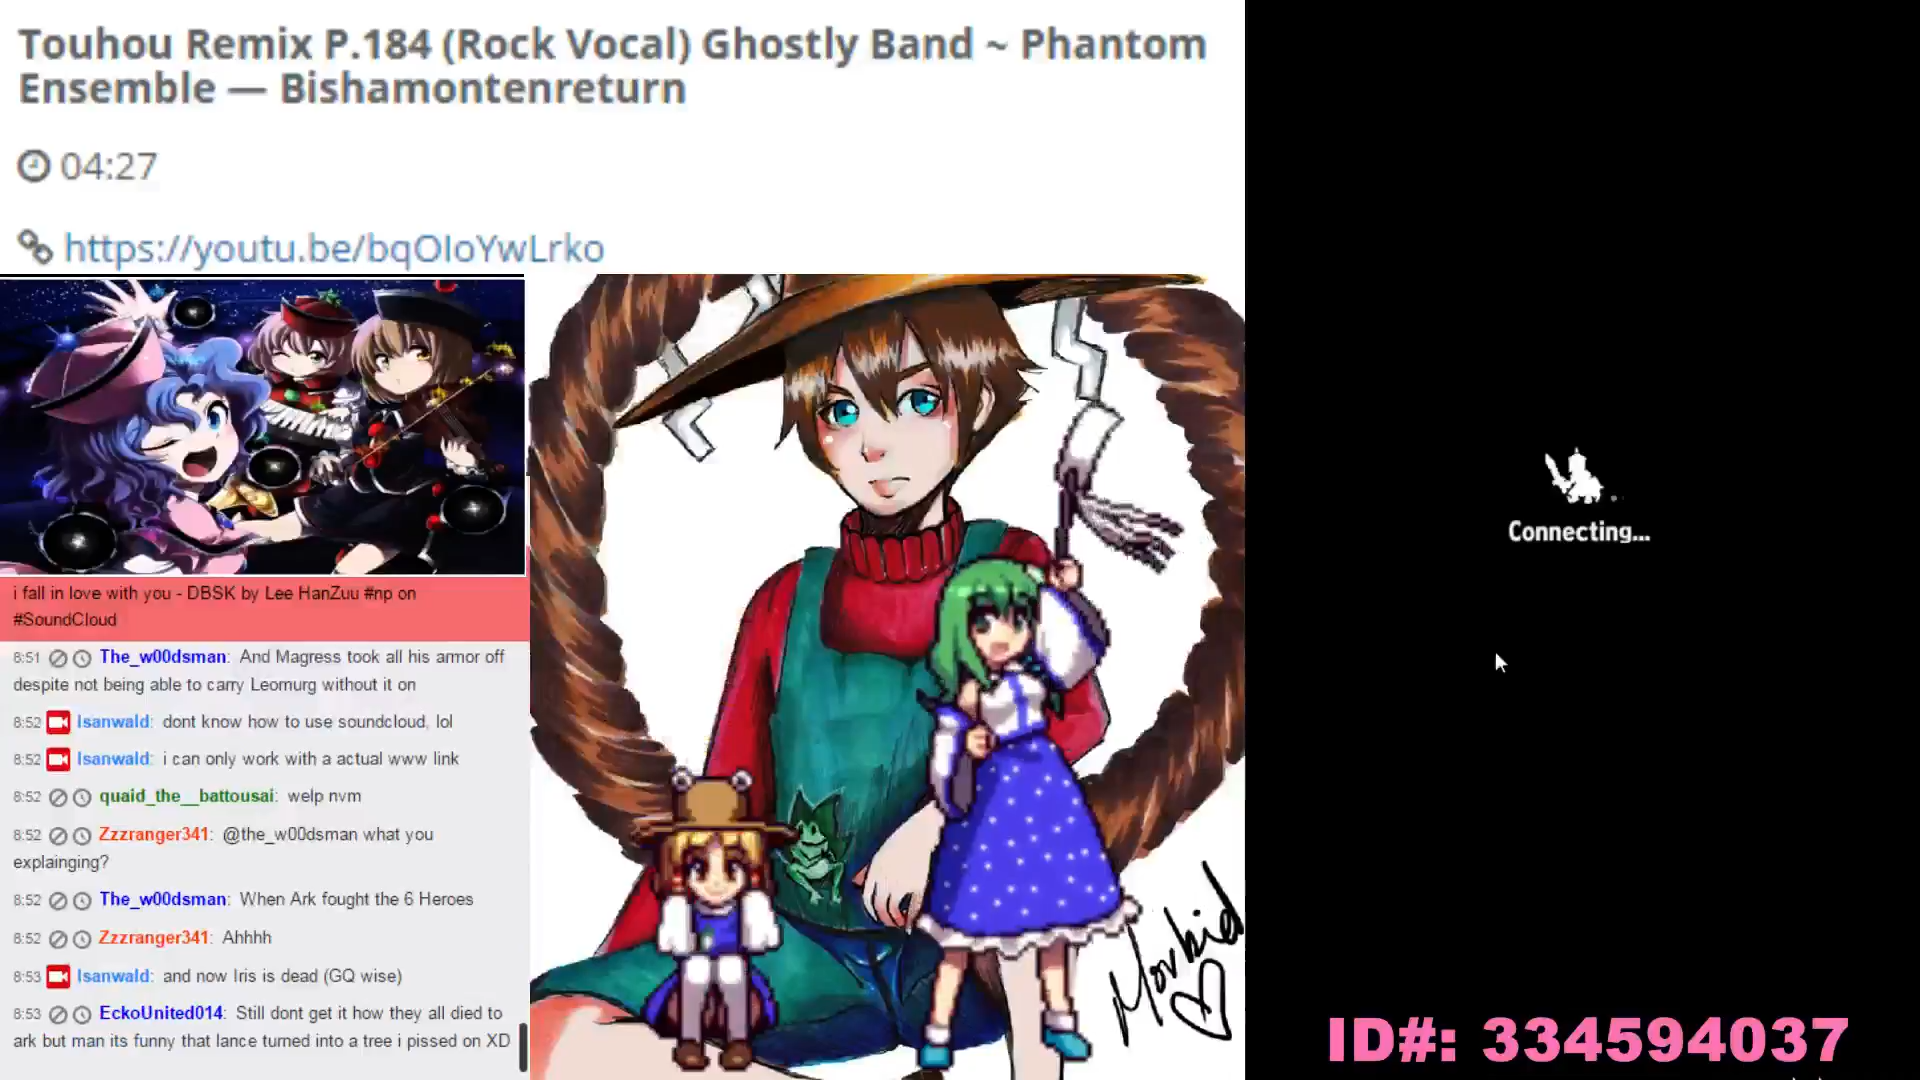 Touhou Remix P.184 (Rock Vocal) Ghostly Band ~ Phantom
Ensemble — Bishamontenreturn
04:27
https://youtu.be/bqOIoYwLrko
i fall in love with you - DBSK by Lee HanZuu #np on
#SoundCloud
8:51 The_w00dsman: And Magress took all his armor off
despite not being able to carry Leomurg without it on
8:52 Isanwald: dont know how to use soundcloud, lol
8:52 Isanwald: i can only work with a actual www link
8:52 quaid_the__battousai: welp nvm
8:52 Zzzranger341: @the_w00dsman what you
explainging?
8:52 The_w00dsman: When Ark fought the 6 Heroes
8:52 Zzzranger341: Ahhhh
8:53 Isanwald: and now Iris is dead (GQ wise)
8:53 EckoUnited014: Still dont get it how they all died to
ark but man its funny that lance turned into a tree i pissed on XD
Morbid
Connecting...
ID#: 334594037